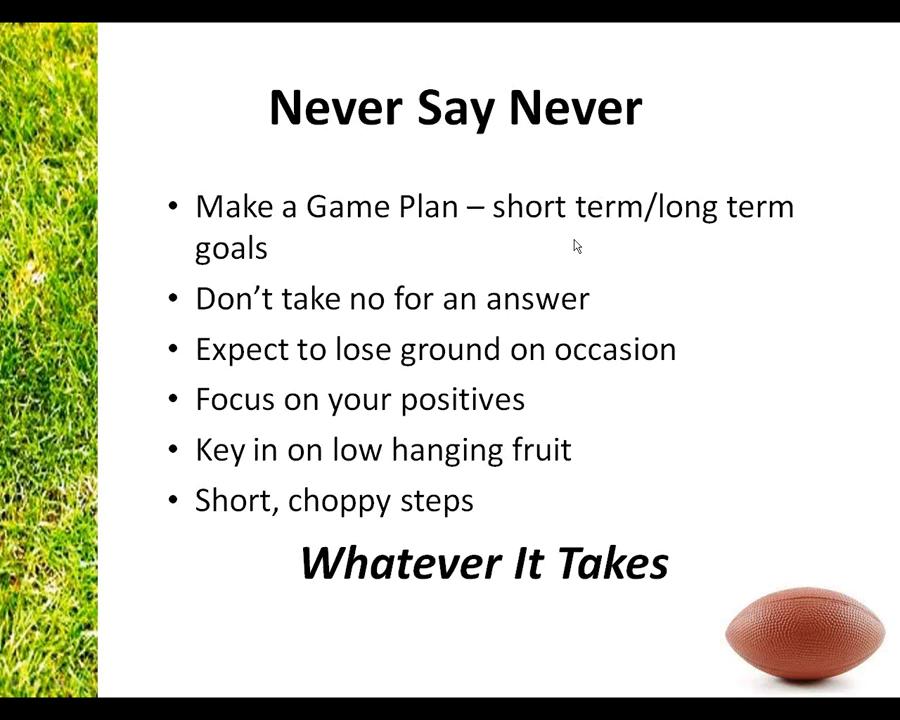 Never Say Never
• Make a Game Plan – short term/long term
goals
• Don’t take no for an answer
• Expect to lose ground on occasion
• Focus on your positives
• Key in on low hanging fruit
• Short, choppy steps
Whatever It Takes